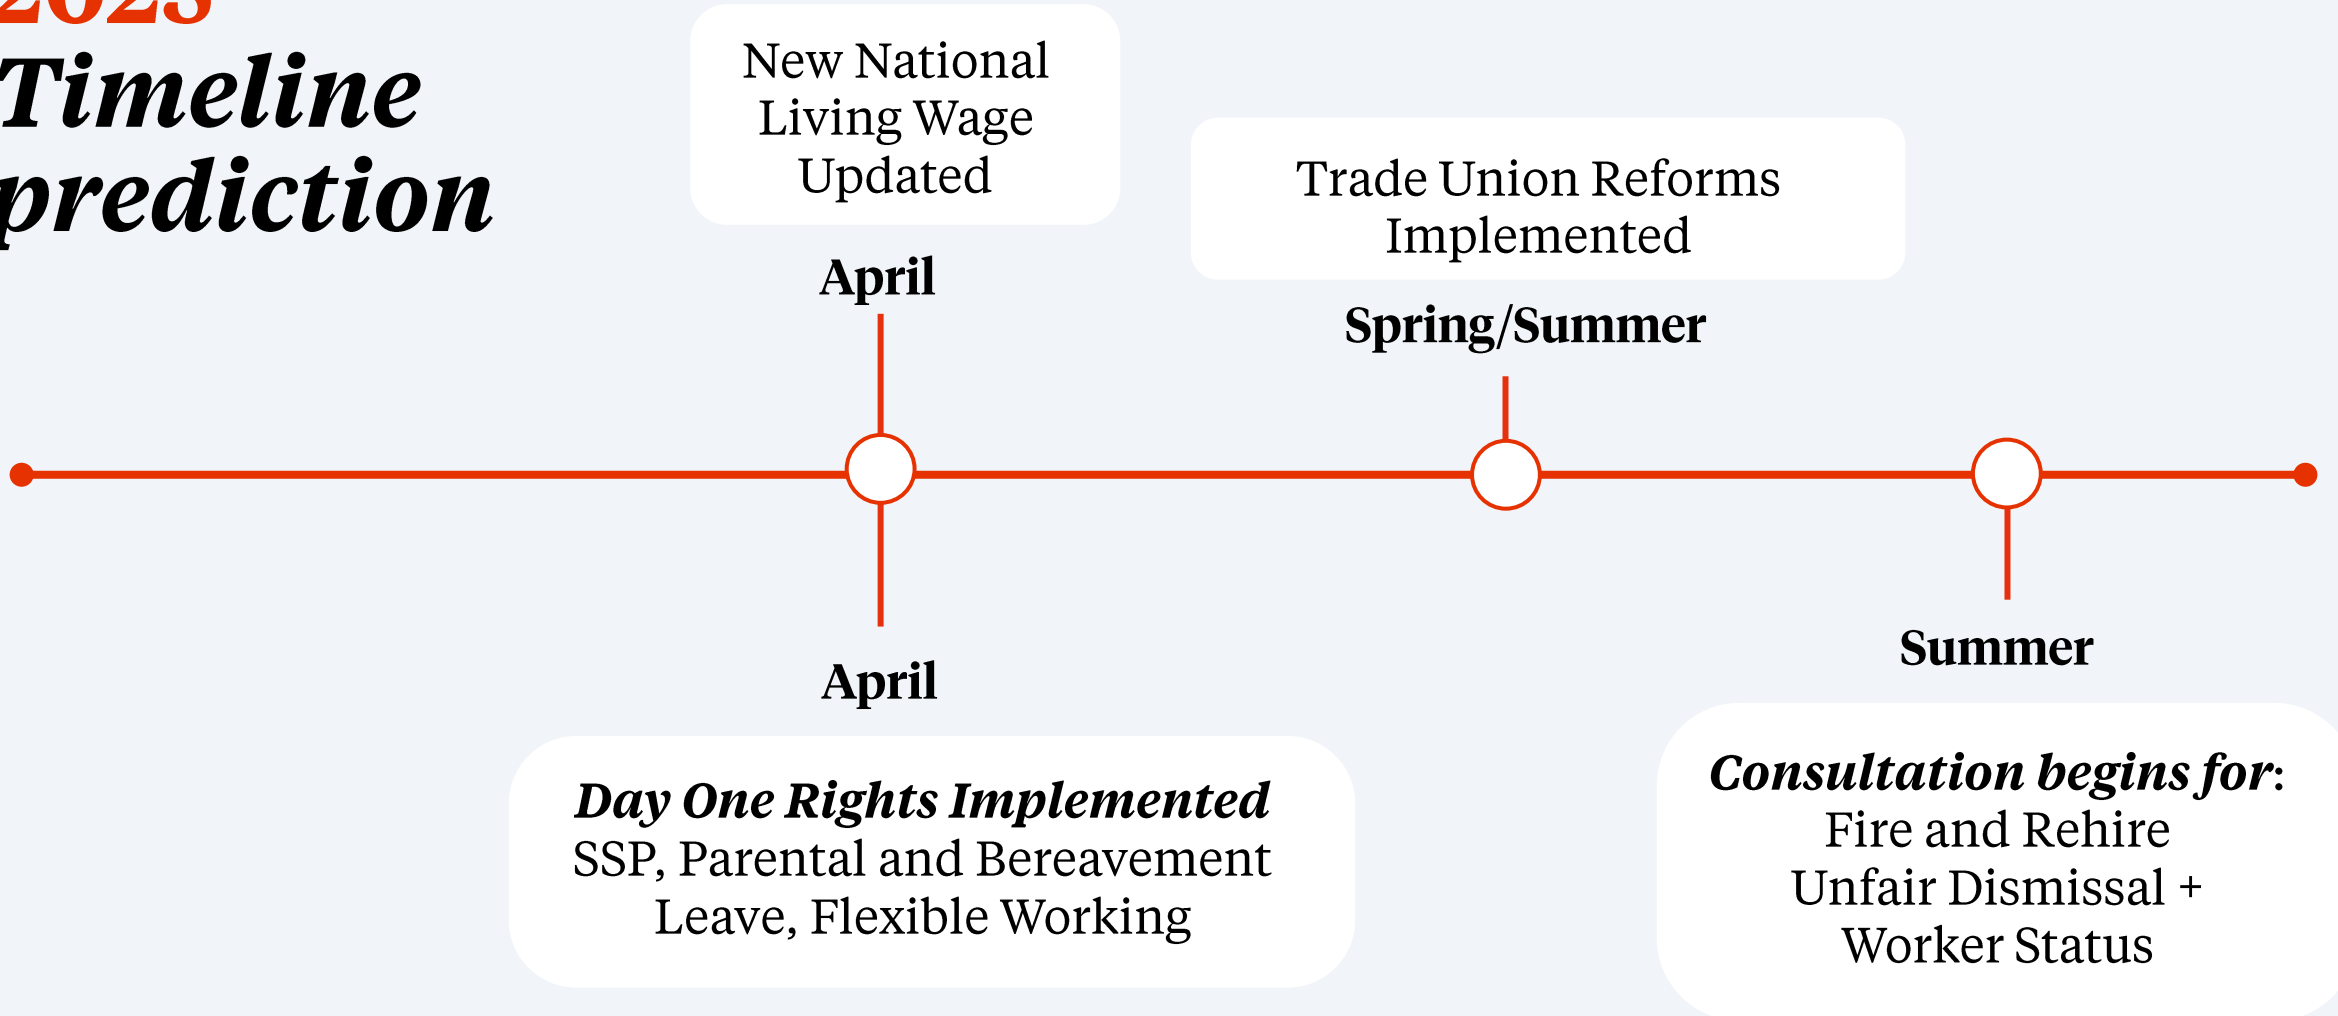 Timeline
prediction
New National
Living Wage
Updated
April
Trade Union Reforms
Implemented
Spring/Summer
April
Day One Rights Implemented
SSP, Parental and Bereavement
Leave, Flexible Working
Summer
Consultation begins for:
Fire and Rehire
Unfair Dismissal +
Worker Status